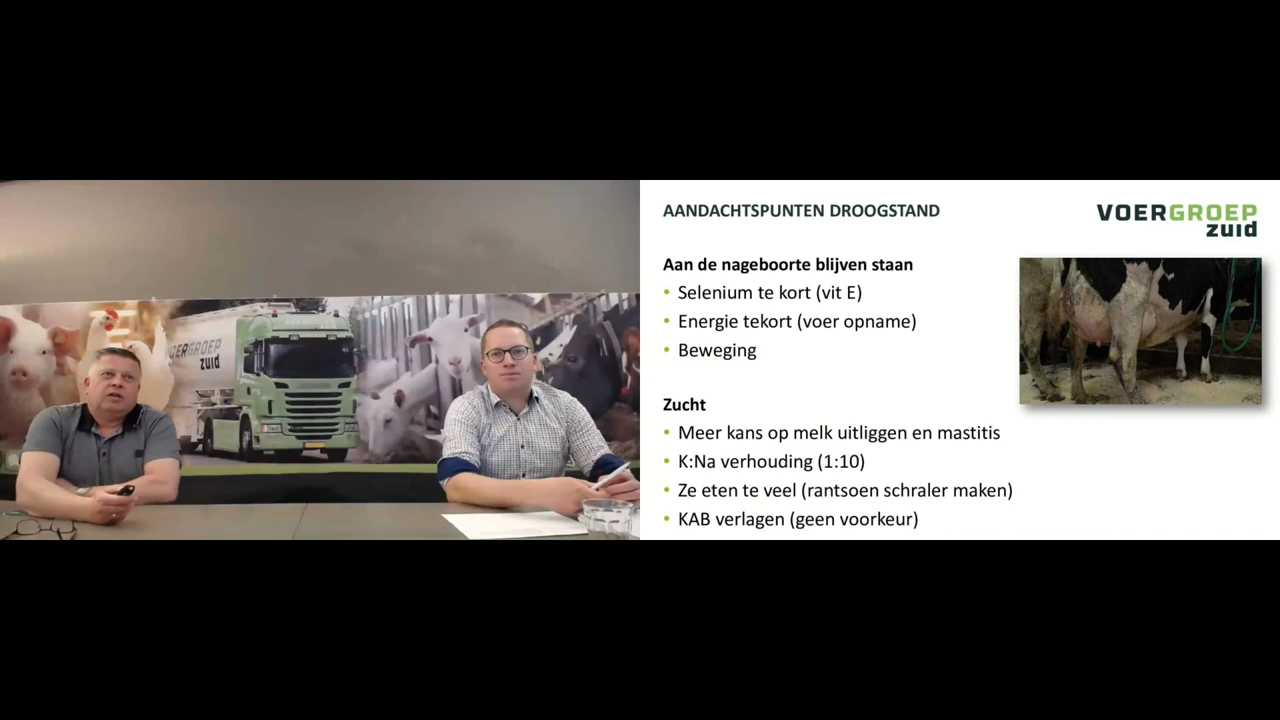 AANDACHTSPUNTEN DROOGSTAND
VOERGROEP
zuid
Aan de nageboorte blijven staan
• Selenium te kort (vit E)
• Energie tekort (voer opname)
• Beweging
Zucht
• Meer kans op melk uitliggen en mastitis
• K:Na verhouding (1:10)
• Ze eten te veel (rantsoen schraler maken)
• KAB verlagen (geen voorkeur)
VOERGROEP
zuid